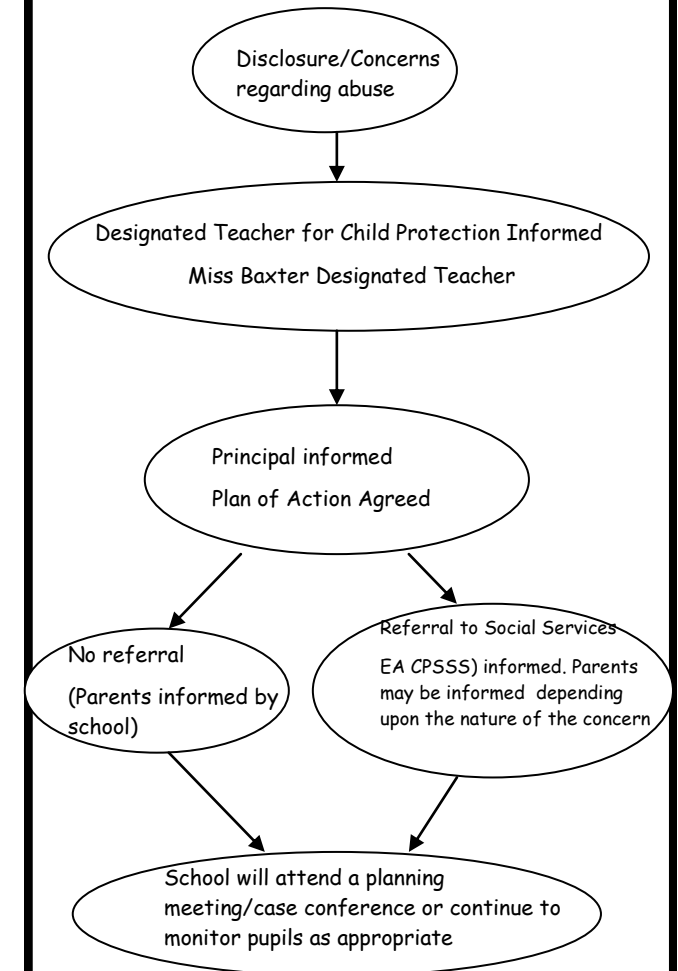 Disclosure/Concerns
regarding abuse
Designated Teacher for Child Protection Informed
Miss Baxter Designated Teacher
Principal informed
Plan of Action Agreed
No referral
(Parents informed by
school)
Referral to Social Services
EA CPSSS) informed. Parents
may be informed  depending
upon the nature of the concern
School will attend a planning
meeting/case conference or continue to
monitor pupils as appropriate